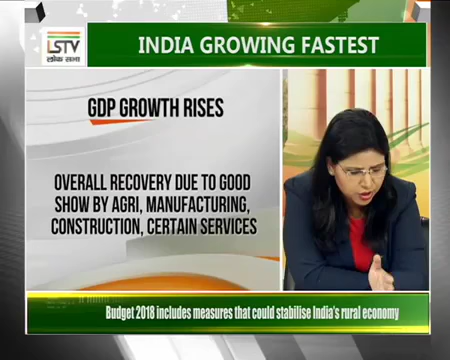 LSTV
लोक सभा
INDIA GROWING FASTEST
GDP GROWTH RISES
OVERALL RECOVERY DUE TO GOOD
SHOW BY AGRI, MANUFACTURING,
CONSTRUCTION, CERTAIN SERVICES
Budget 2018 includes measures that could stabilise India's rural economy